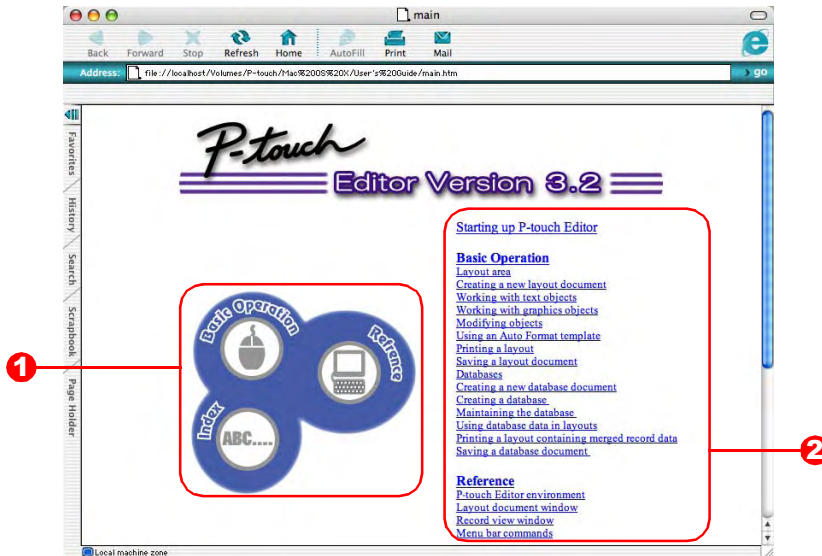 main
Back Forward Stop Refresh Home AutoFill Print Mail
Address: file://localhost/Volumes/P-touch/Mac%20OS%20X/User's%20Guide/main.htm go
Favorites
History
Search
Scrapbook
Page Holder
P-touch
Editor Version 3.2
1
Basic Operation
Refrence
Index
ABC....
2
Starting up P-touch Editor
Basic Operation
Layout area
Creating a new layout document
Working with text objects
Working with graphics objects
Modifying objects
Using an Auto Format template
Printing a layout
Saving a layout document
Databases
Creating a new database document
Creating a database
Maintaining the database
Using database data in layouts
Printing a layout containing merged record data
Saving a database document
Reference
P-touch Editor environment
Layout document window
Record view window
Menu bar commands
Local machine zone